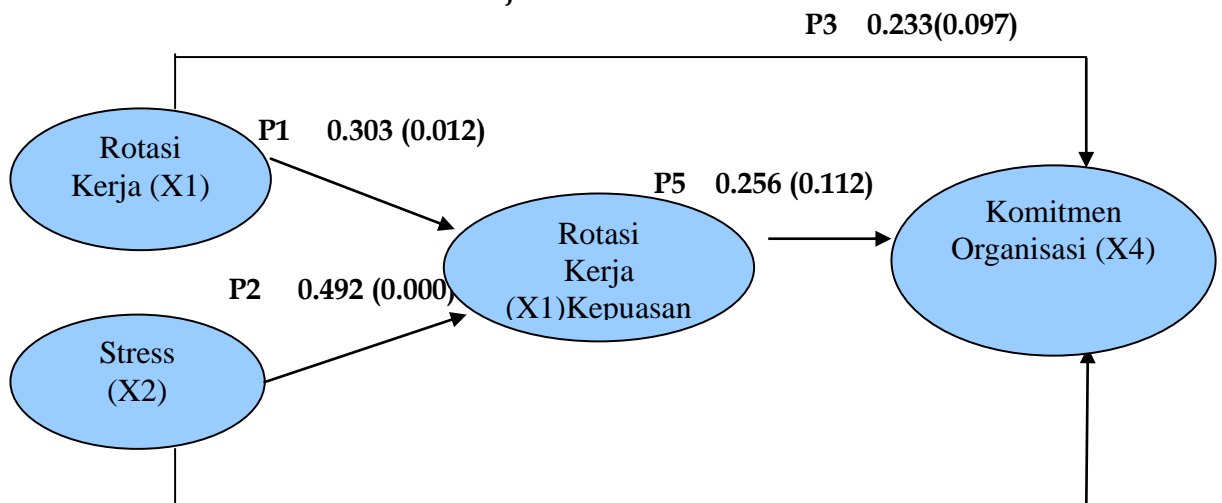 P3 0.233(0.097)
P1 0.303 (0.012)
Rotasi
Kerja (X1)
P5 0.256 (0.112)
Komitmen
Organisasi (X4)
Rotasi
Kerja
(X1)Kepuasan
P2 0.492 (0.000)
Stress
(X2)